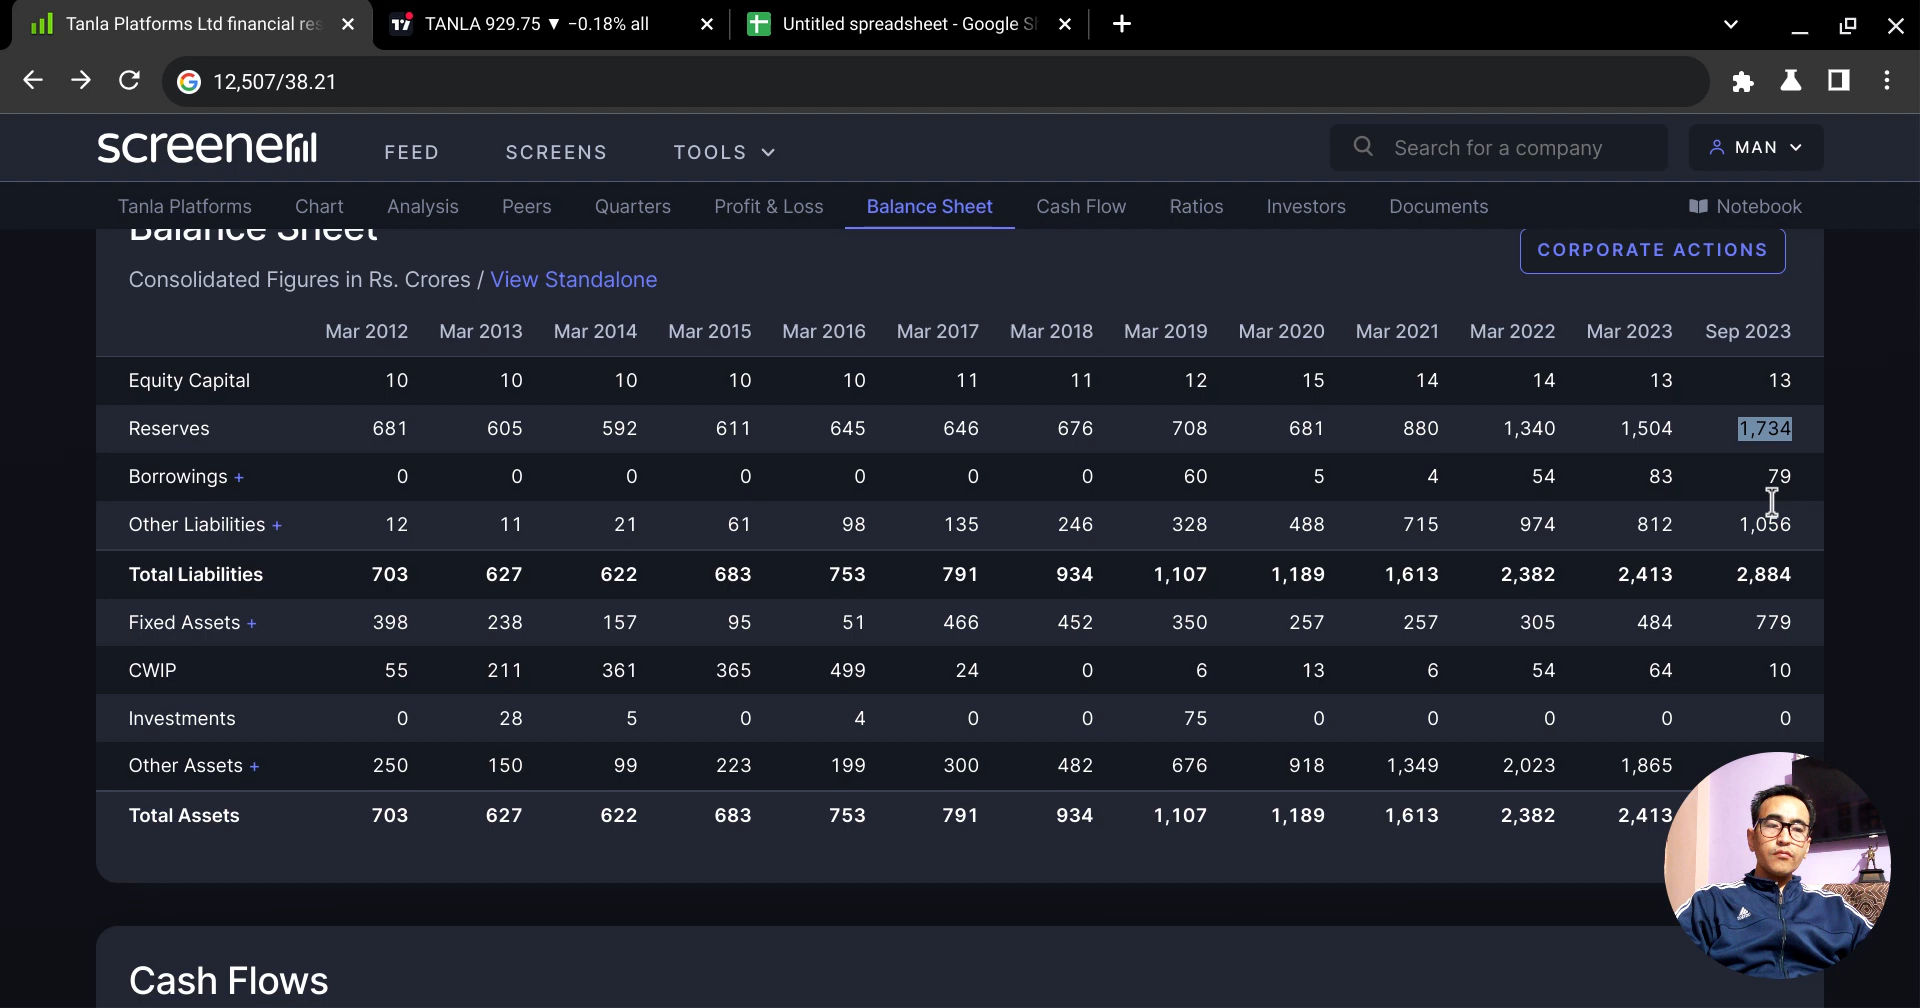 Tanla Platforms Ltd financial res
TANLA 929.75 ▼ −0.18% all
Untitled spreadsheet - Google Sh
12,507/38.21
screener
FEED
SCREENS
TOOLS
Search for a company
MAN
Tanla Platforms Chart Analysis Peers Quarters Profit & Loss Balance Sheet Cash Flow Ratios Investors Documents Notebook
Balance Sheet
CORPORATE ACTIONS
Consolidated Figures in Rs. Crores / View Standalone
Mar 2012 Mar 2013 Mar 2014 Mar 2015 Mar 2016 Mar 2017 Mar 2018 Mar 2019 Mar 2020 Mar 2021 Mar 2022 Mar 2023 Sep 2023
Equity Capital 10 10 10 10 10 11 11 12 15 14 14 13 13
Reserves 681 605 592 611 645 646 676 708 681 880 1,340 1,504 1,734
Borrowings + 0 0 0 0 0 0 0 60 5 4 54 83 79
Other Liabilities + 12 11 21 61 98 135 246 328 488 715 974 812 1,056
Total Liabilities 703 627 622 683 753 791 934 1,107 1,189 1,613 2,382 2,413 2,884
Fixed Assets + 398 238 157 95 51 466 452 350 257 257 305 484 779
CWIP 55 211 361 365 499 24 0 6 13 6 54 64 10
Investments 0 28 5 0 4 0 0 75 0 0 0 0 0
Other Assets + 250 150 99 223 199 300 482 676 918 1,349 2,023 1,865
Total Assets 703 627 622 683 753 791 934 1,107 1,189 1,613 2,382 2,413
Cash Flows